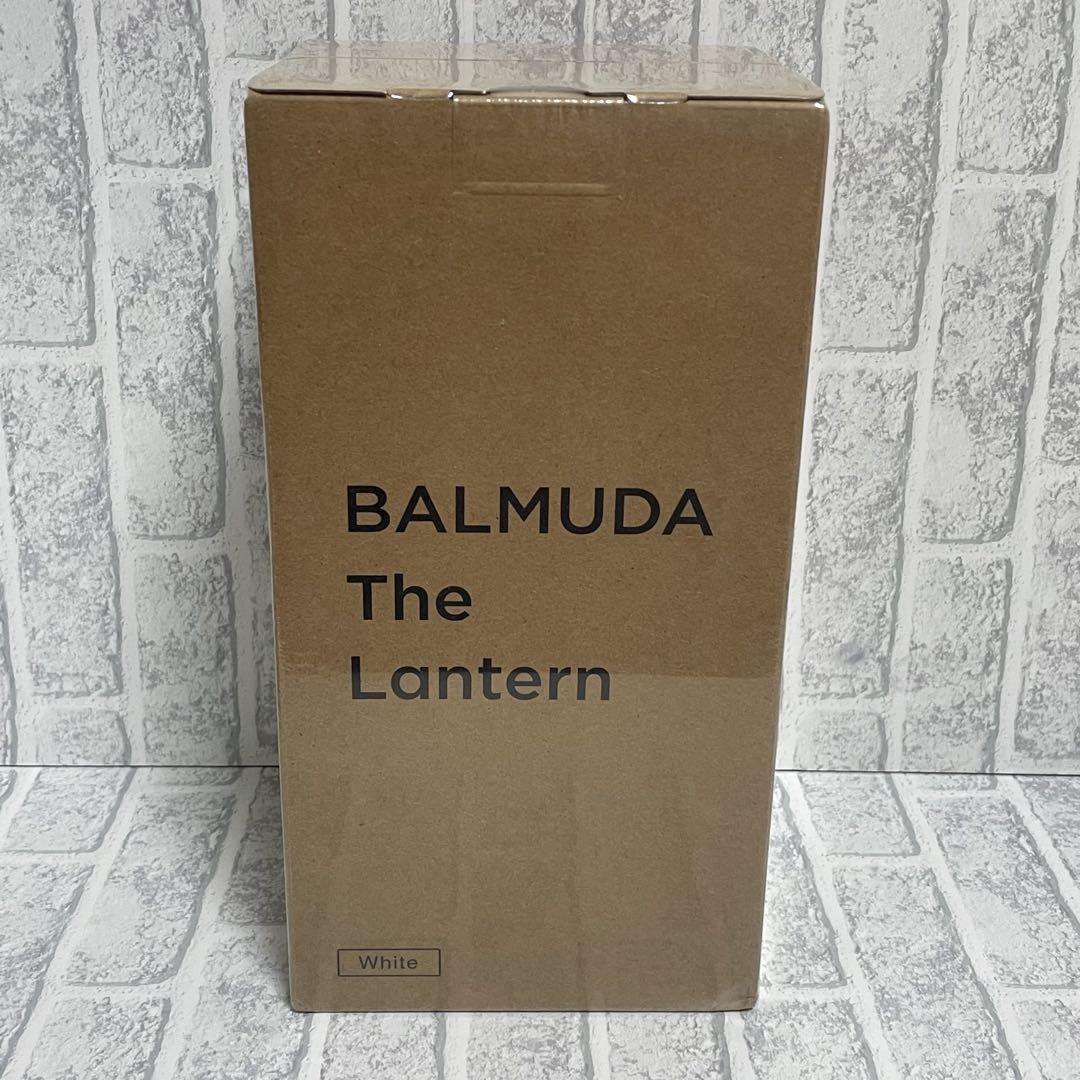 BALMUDA
The
Lantern
White